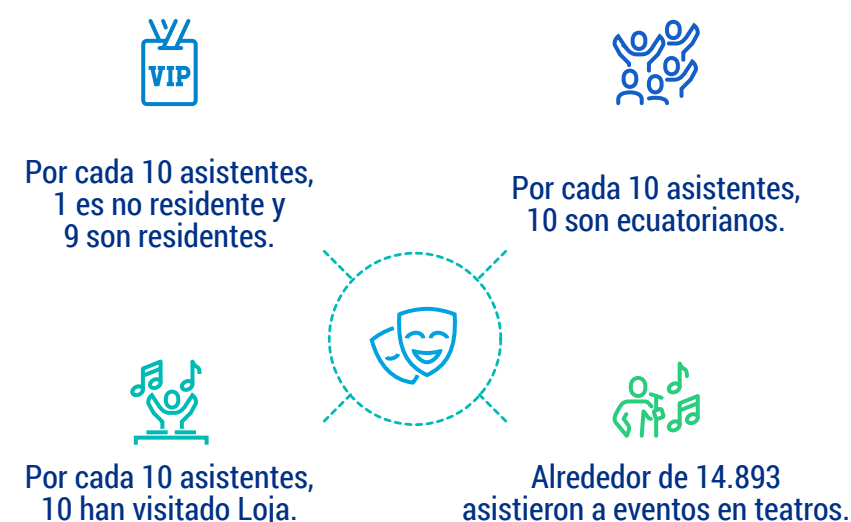 VIP
Por cada 10 asistentes,
1 es no residente y
9 son residentes.
Por cada 10 asistentes,
10 son ecuatorianos.
Por cada 10 asistentes,
10 han visitado Loja.
Alrededor de 14.893
asistieron a eventos en teatros.